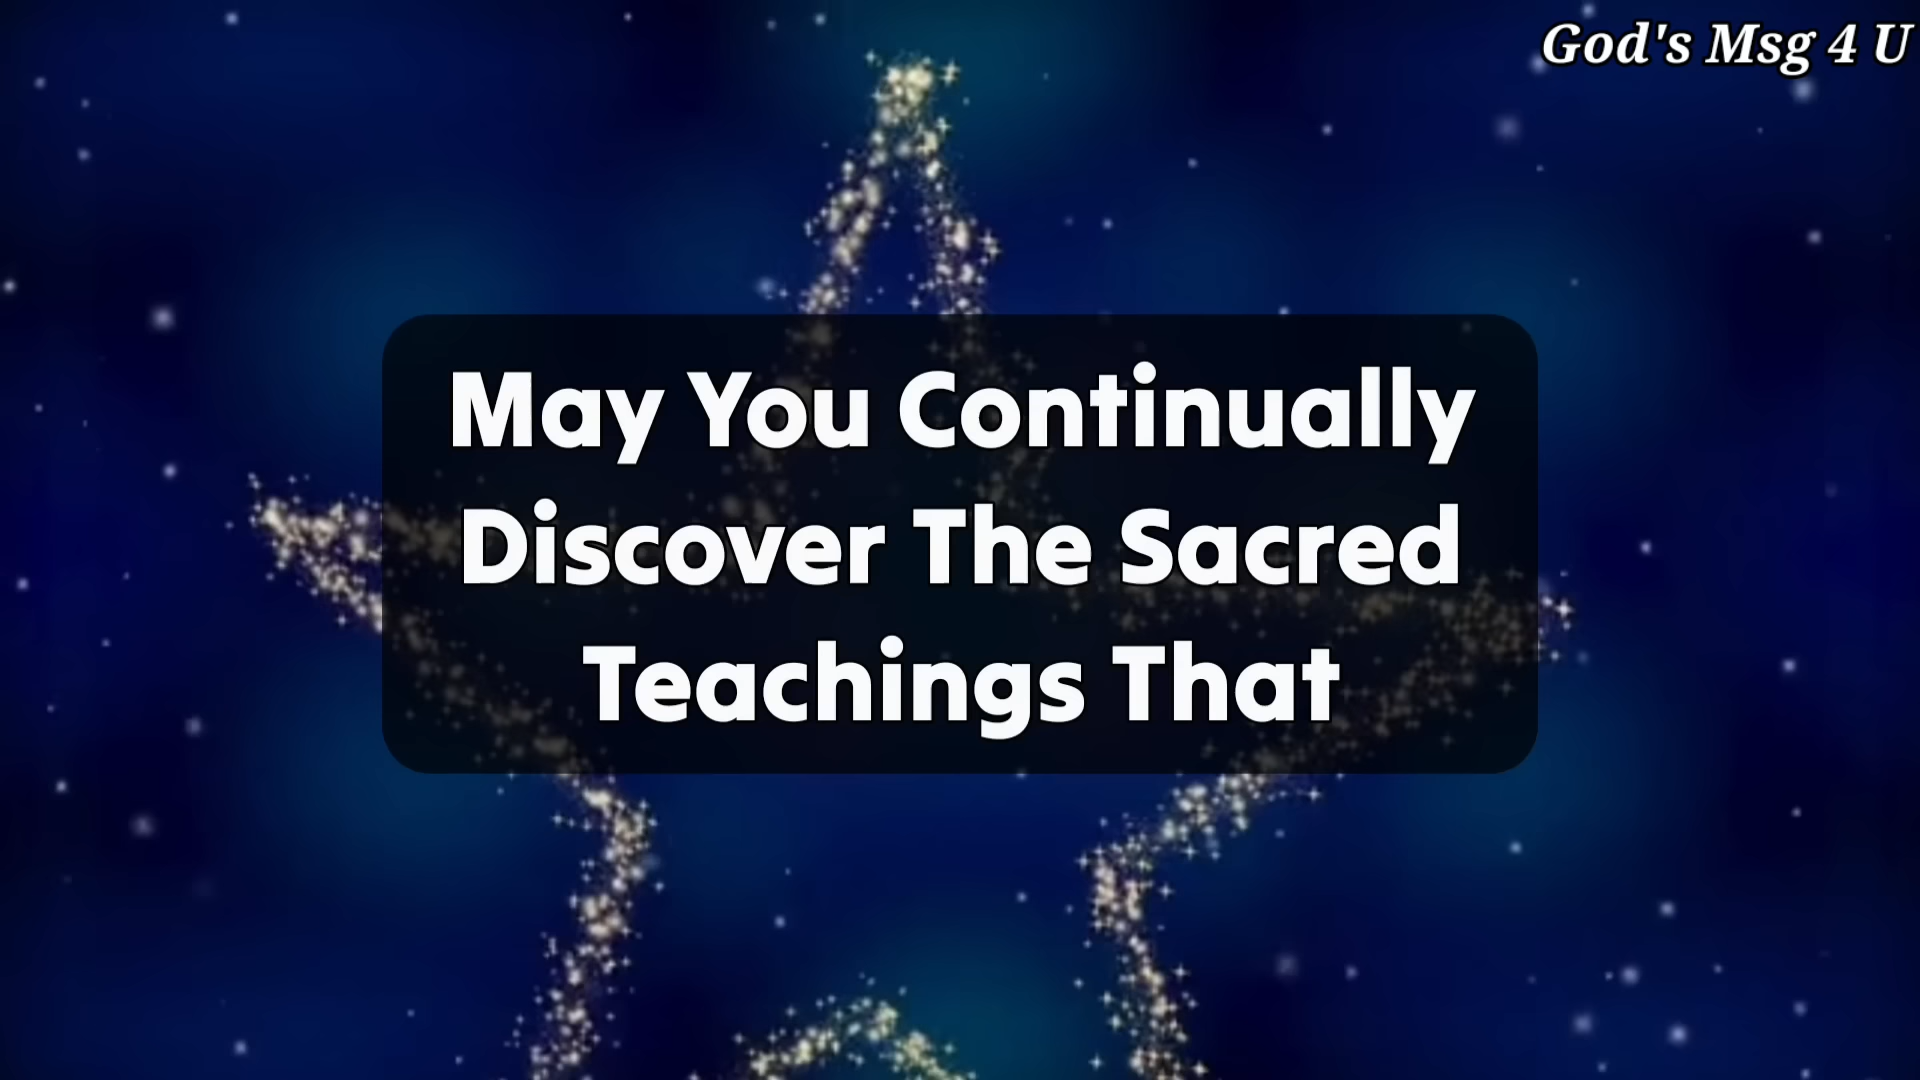 God's Msg 4 U
May You Continually
Discover The Sacred
Teachings That